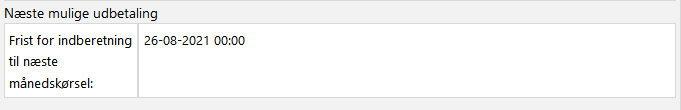 Næste mulige udbetaling
Frist for indberetning 26-08-2021 00:00
til næste
månedskørsel: